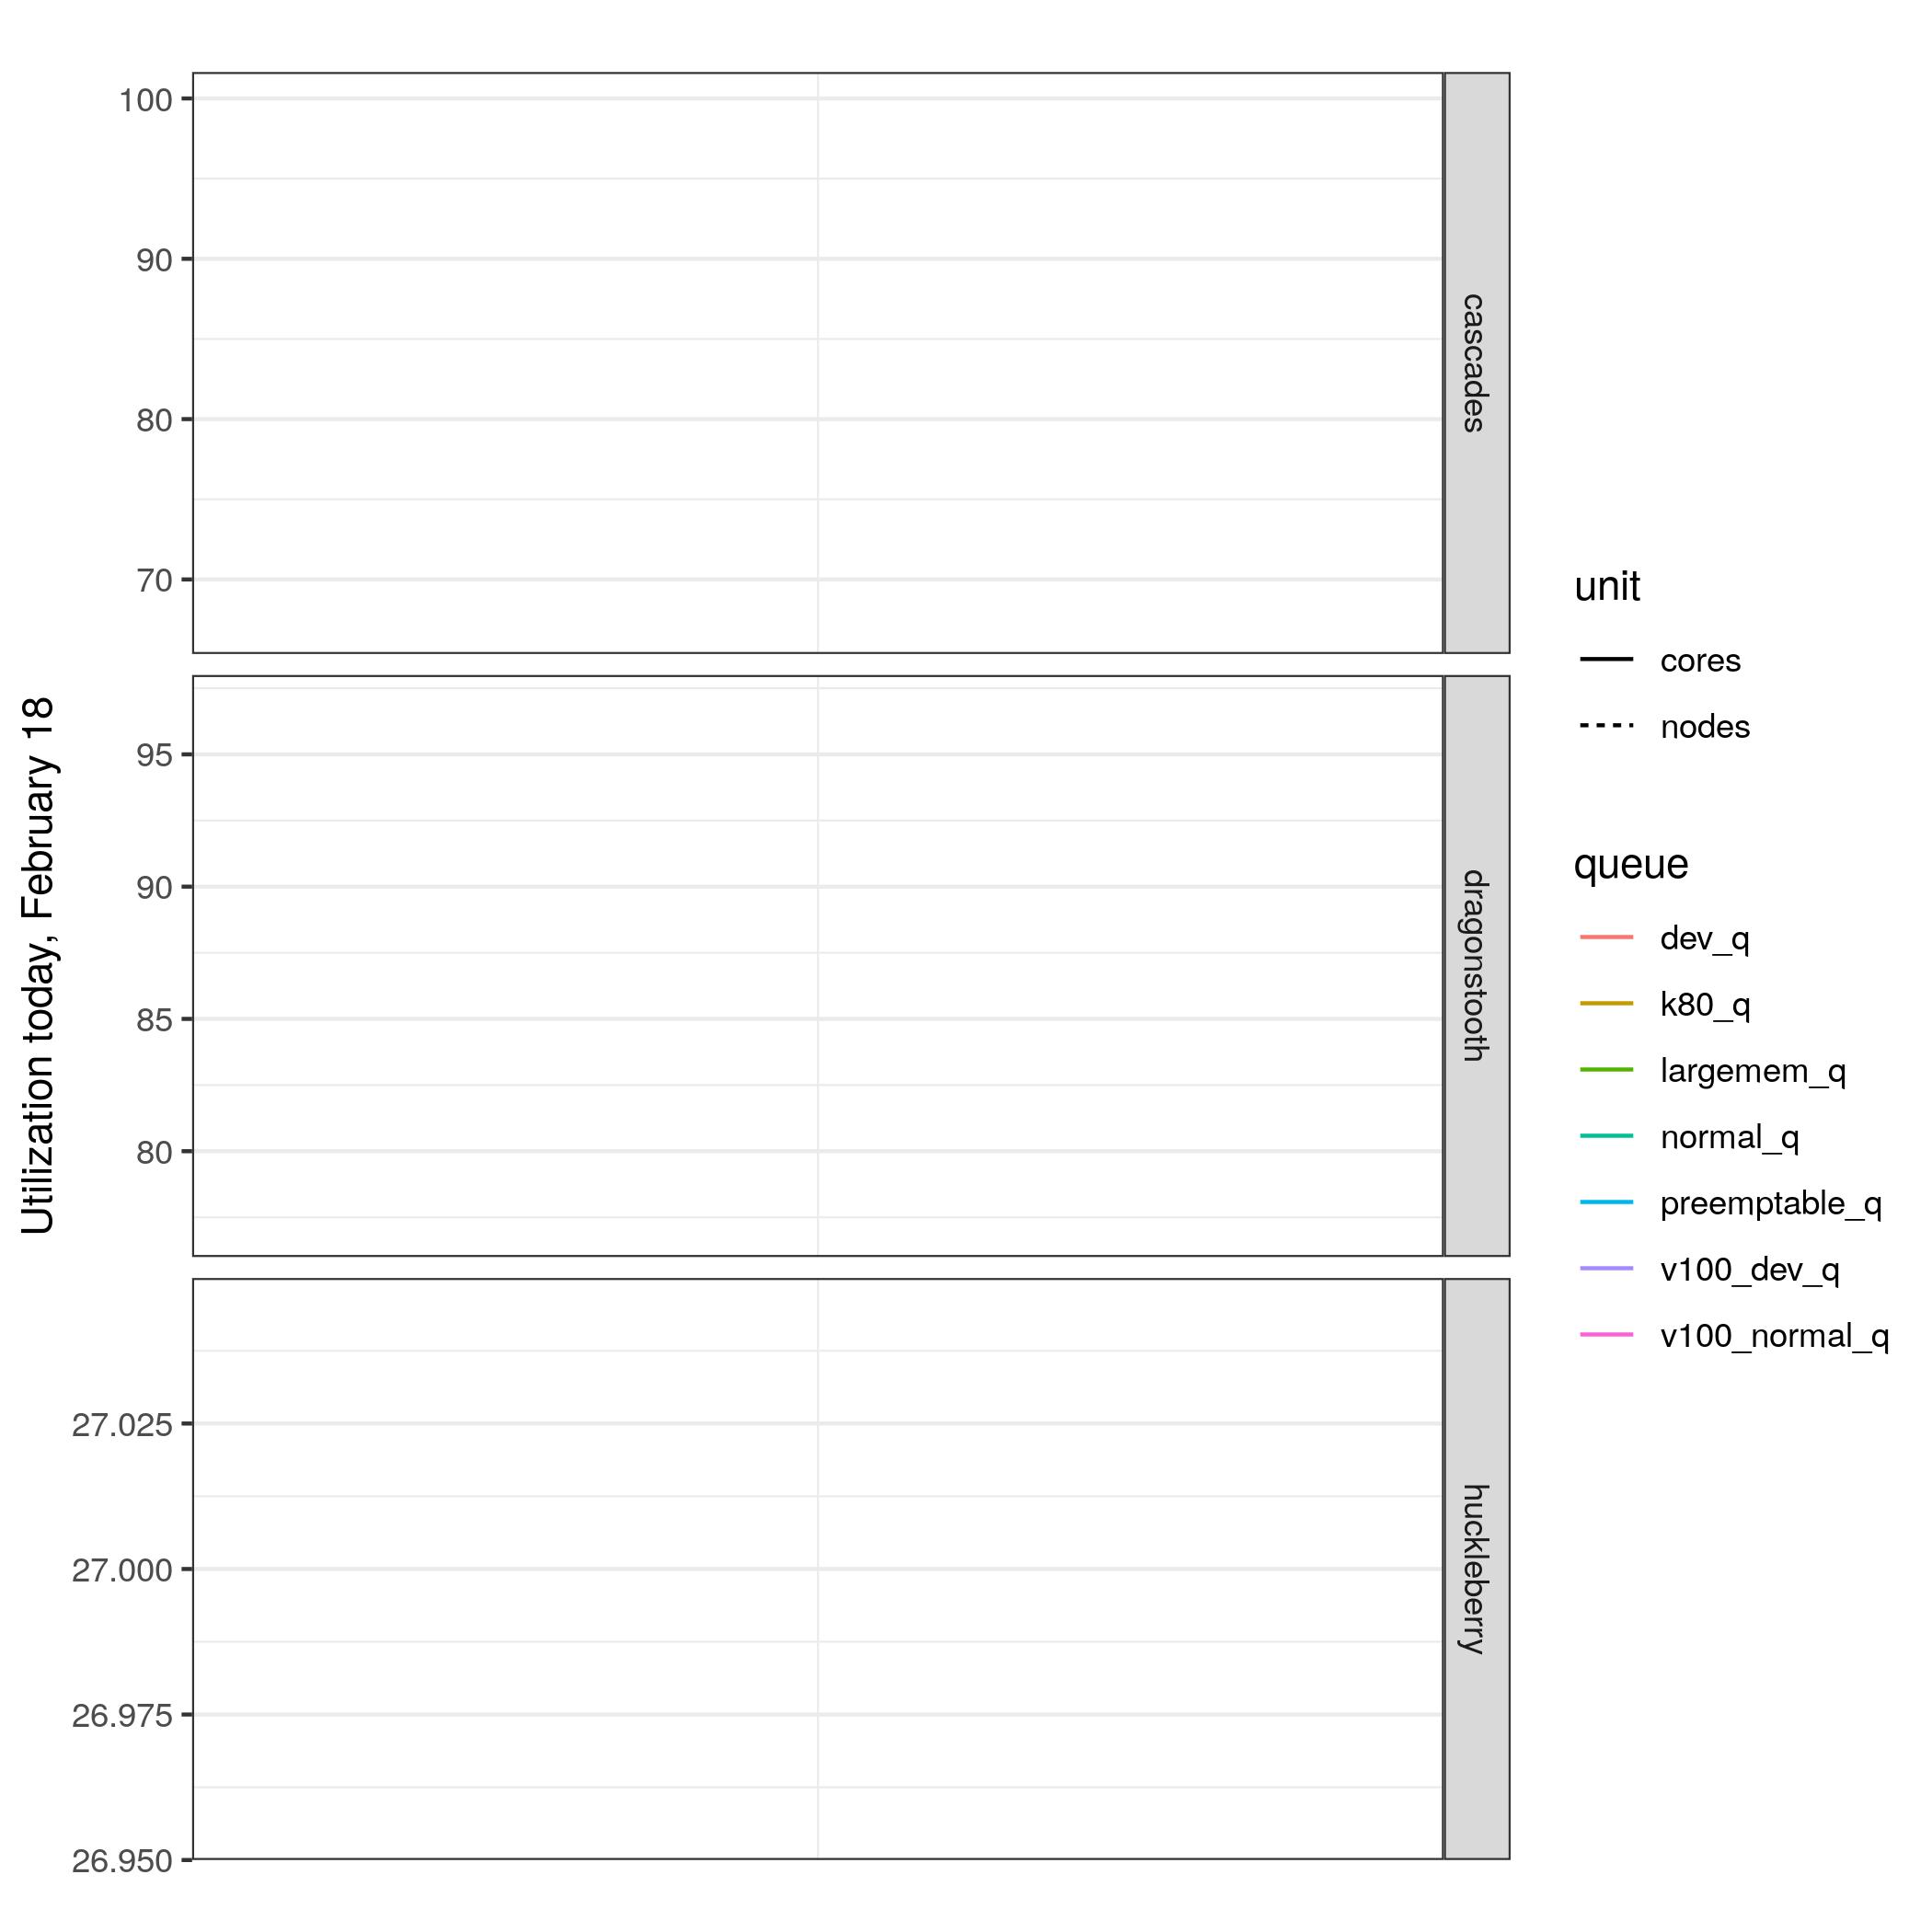 Utilization today, February 18
100
90
80
70
cascades
95
90
85
80
dragonstooth
27.025
27.000
26.975
26.950
huckleberry
unit
cores
nodes
queue
dev_q
k80_q
largemem_q
normal_q
preemptable_q
v100_dev_q
v100_normal_q